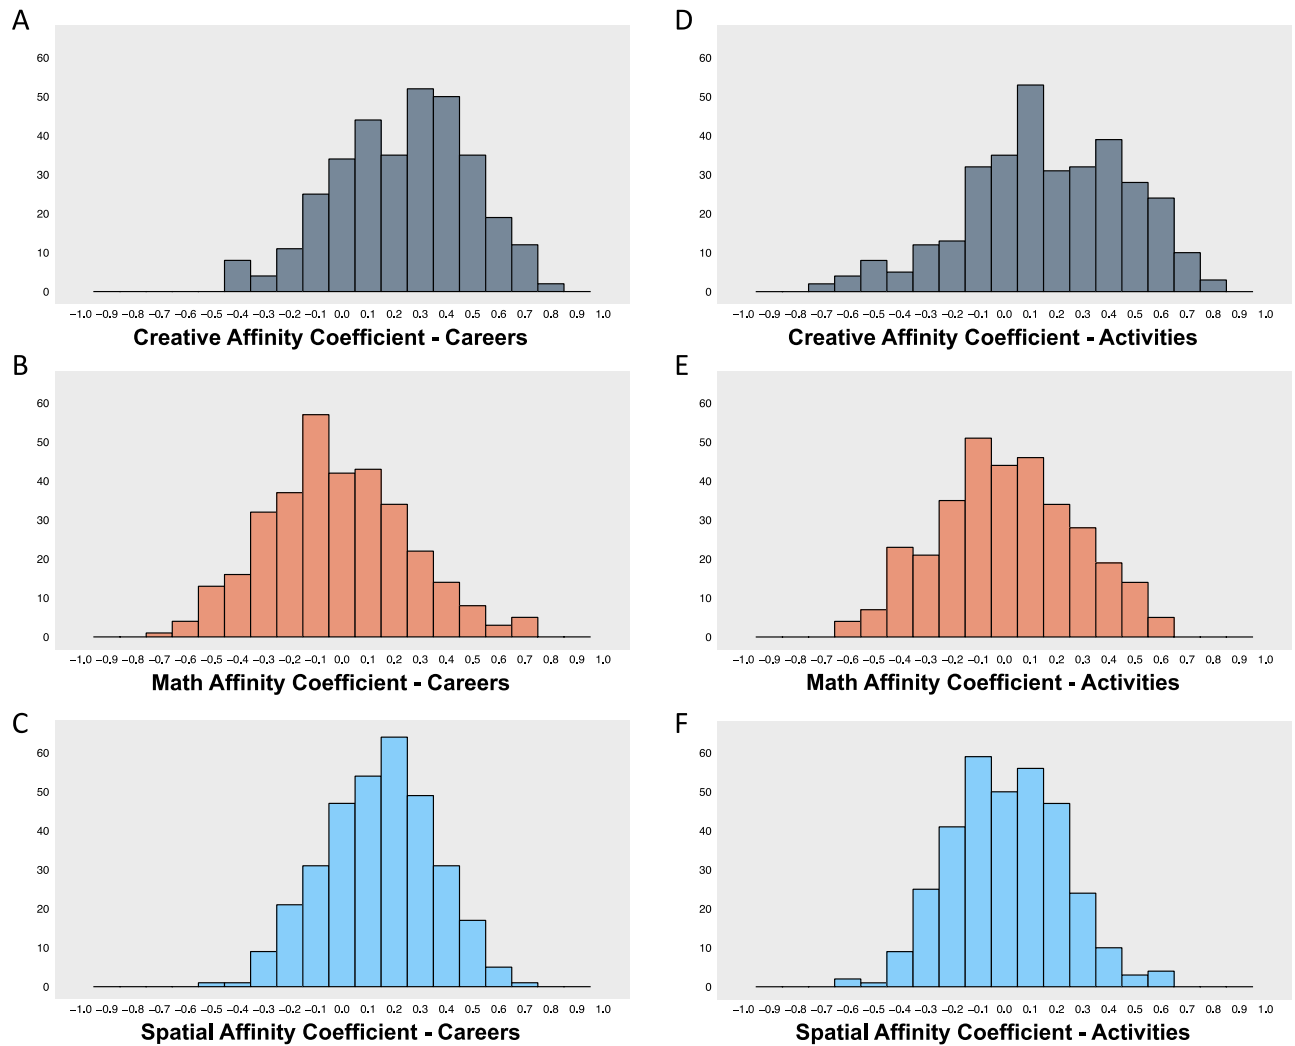 A
60
50
40
30
20
10
0
−1.0 −0.9 −0.8 −0.7 −0.6 −0.5 −0.4 −0.3 −0.2 −0.1 0.0 0.1 0.2 0.3 0.4 0.5 0.6 0.7 0.8 0.9 1.0
Creative Affinity Coefficient - Careers
D
60
50
40
30
20
10
0
−1.0 −0.9 −0.8 −0.7 −0.6 −0.5 −0.4 −0.3 −0.2 −0.1 0.0 0.1 0.2 0.3 0.4 0.5 0.6 0.7 0.8 0.9 1.0
Creative Affinity Coefficient - Activities
B
60
50
40
30
20
10
0
−1.0 −0.9 −0.8 −0.7 −0.6 −0.5 −0.4 −0.3 −0.2 −0.1 0.0 0.1 0.2 0.3 0.4 0.5 0.6 0.7 0.8 0.9 1.0
Math Affinity Coefficient - Careers
E
60
50
40
30
20
10
0
−1.0 −0.9 −0.8 −0.7 −0.6 −0.5 −0.4 −0.3 −0.2 −0.1 0.0 0.1 0.2 0.3 0.4 0.5 0.6 0.7 0.8 0.9 1.0
Math Affinity Coefficient - Activities
C
60
50
40
30
20
10
0
−1.0 −0.9 −0.8 −0.7 −0.6 −0.5 −0.4 −0.3 −0.2 −0.1 0.0 0.1 0.2 0.3 0.4 0.5 0.6 0.7 0.8 0.9 1.0
Spatial Affinity Coefficient - Careers
F
60
50
40
30
20
10
0
−1.0 −0.9 −0.8 −0.7 −0.6 −0.5 −0.4 −0.3 −0.2 −0.1 0.0 0.1 0.2 0.3 0.4 0.5 0.6 0.7 0.8 0.9 1.0
Spatial Affinity Coefficient - Activities